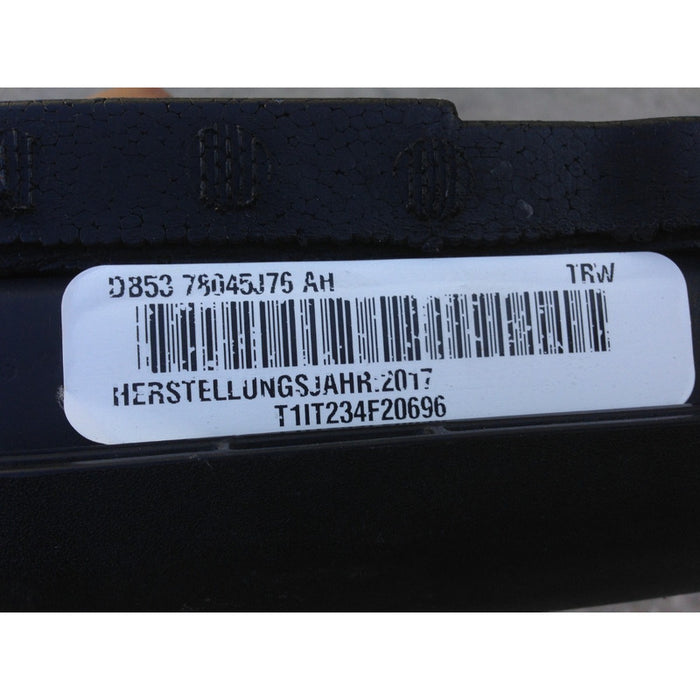 D853 78045J76 AH TRW
HERSTELLUNGSJAHR:2017
T1IT234F20696